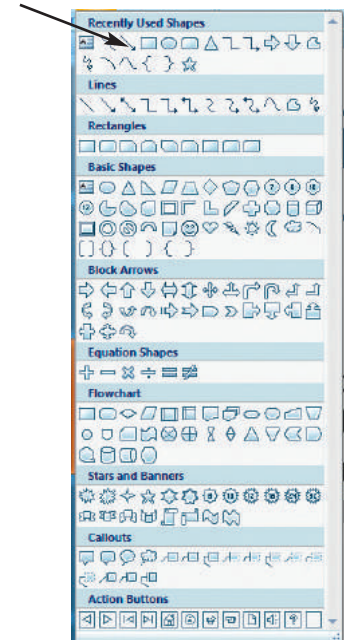 Recently Used Shapes
Lines
Rectangles
Basic Shapes
Block Arrows
Equation Shapes
Flowchart
Stars and Banners
Callouts
Action Buttons